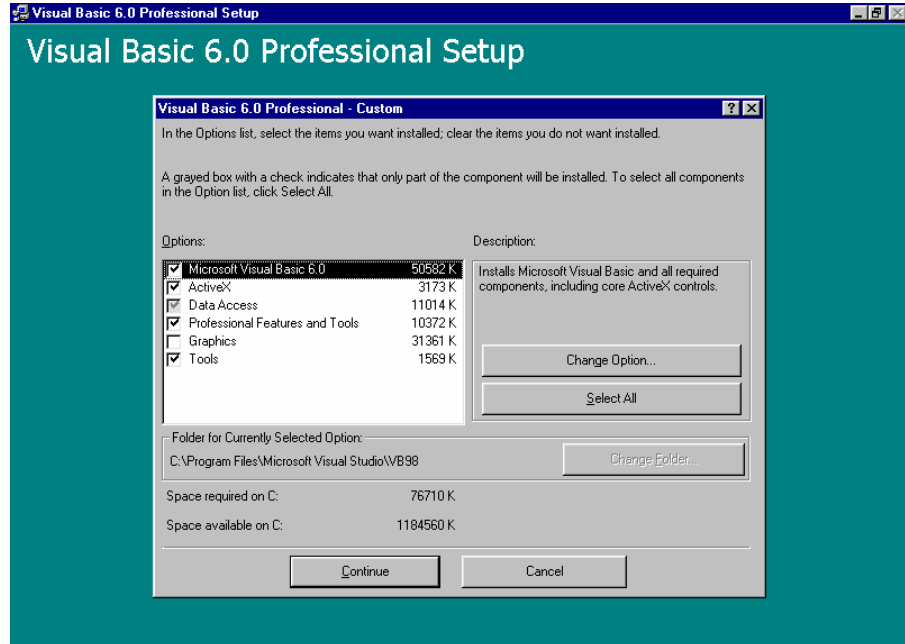 Visual Basic 6.0 Professional Setup
Visual Basic 6.0 Professional Setup
Visual Basic 6.0 Professional - Custom
In the Options list, select the items you want installed; clear the items you do not want installed.
A grayed box with a check indicates that only part of the component will be installed. To select all components
in the Option list, click Select All.
Options:
Description:
Microsoft Visual Basic 6.0 50582 K
ActiveX 3173 K
Data Access 11014 K
Professional Features and Tools 10372 K
Graphics 31361 K
Tools 1569 K
Installs Microsoft Visual Basic and all required
components, including core ActiveX controls.
Change Option...
Select All
Folder for Currently Selected Option:
C:\Program Files\Microsoft Visual Studio\VB98
Change Folder...
Space required on C: 76710 K
Space available on C: 1184560 K
Continue
Cancel